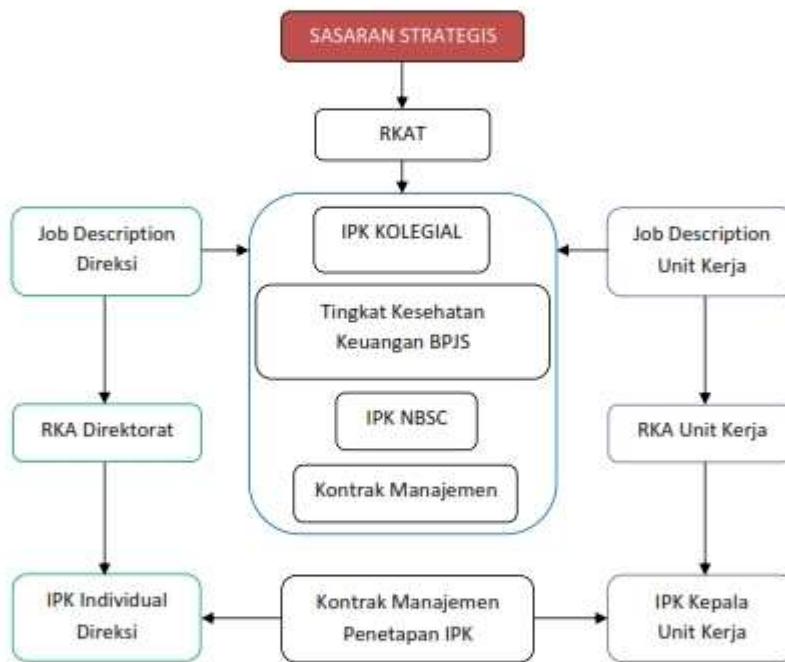 SASARAN STRATEGIS
RKAT
IPK KOLEGIAL
Job Description
Direksi
Job Description
Unit Kerja
Tingkat Kesehatan
Keuangan BPJS
RKA Direktorat
IPK NBSC
RKA Unit Kerja
Kontrak Manajemen
IPK Individual
Direksi
Kontrak Manajemen
Penetapan IPK
IPK Kepala
Unit Kerja